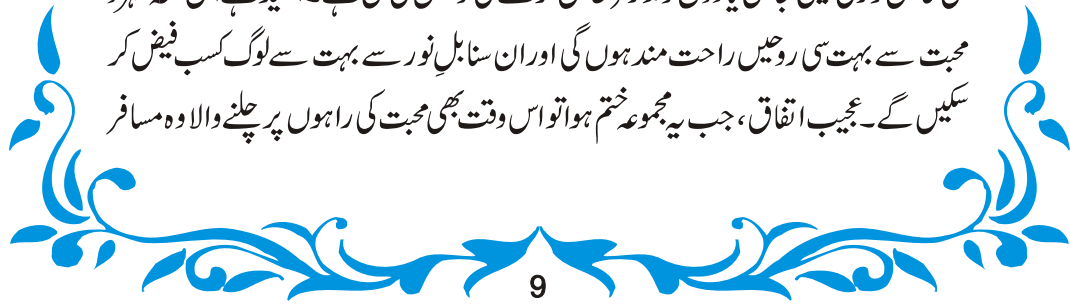 محبت سے بہت سی روحیں راحت مند ہوں گی اور ان سنابلِ نور سے بہت سے لوگ کسب فیض کر
سکیں گے۔ عجیب اتفاق، جب یہ مجموعہ ختم ہوا تو اس وقت بھی محبت کی راہوں پر چلنے والا وہ مسافر
9